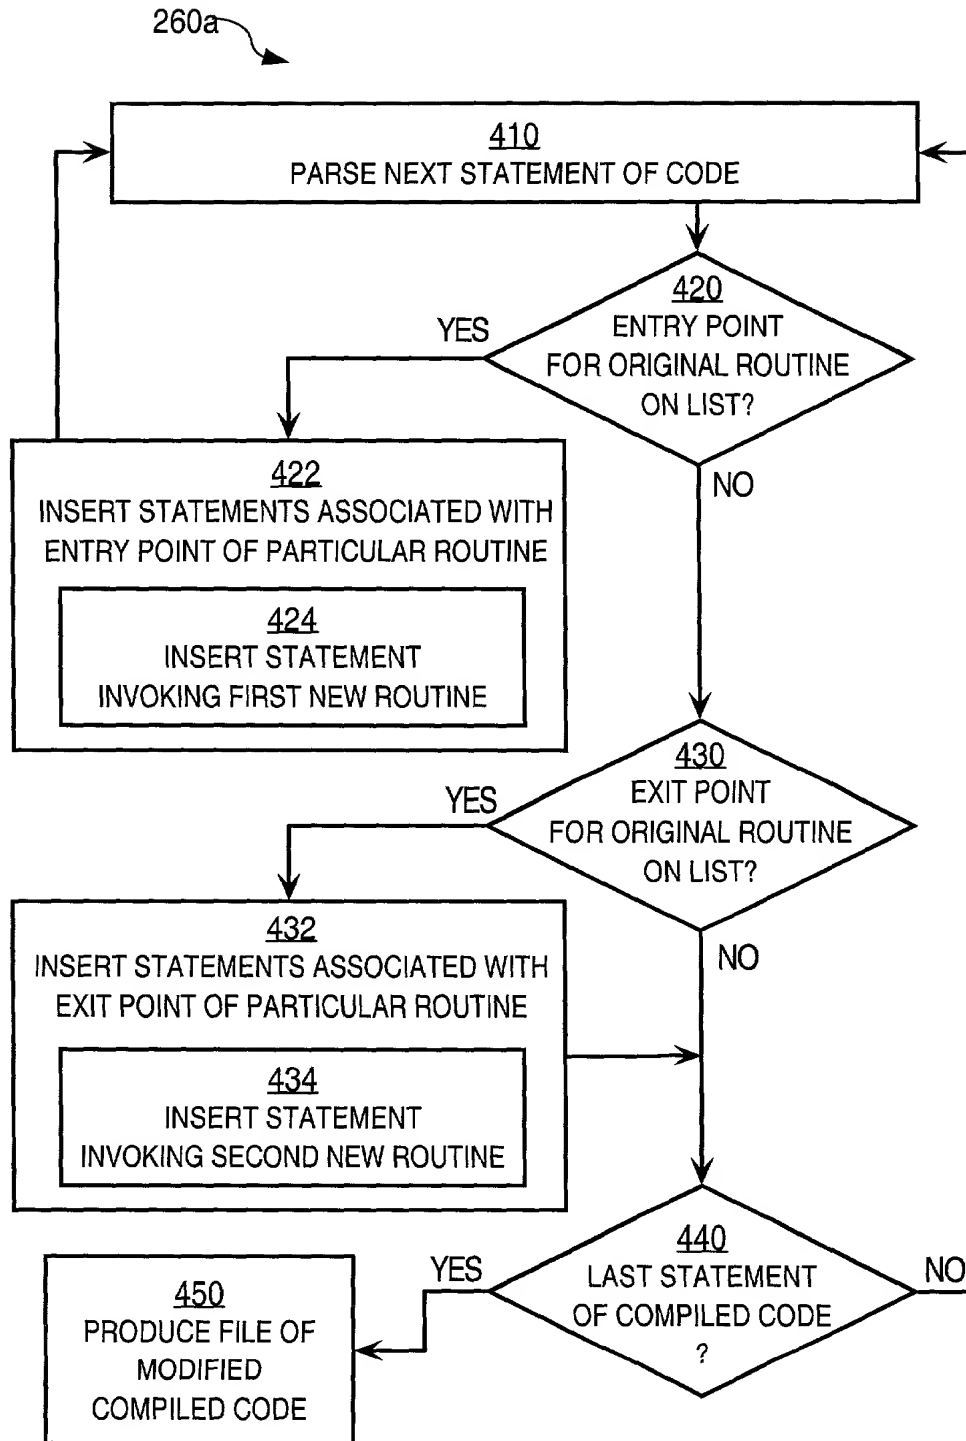 260a
410
PARSE NEXT STATEMENT OF CODE
420
ENTRY POINT
FOR ORIGINAL ROUTINE
ON LIST?
YES
NO
422
INSERT STATEMENTS ASSOCIATED WITH
ENTRY POINT OF PARTICULAR ROUTINE
424
INSERT STATEMENT
INVOKING FIRST NEW ROUTINE
430
EXIT POINT
FOR ORIGINAL ROUTINE
ON LIST?
YES
NO
432
INSERT STATEMENTS ASSOCIATED WITH
EXIT POINT OF PARTICULAR ROUTINE
434
INSERT STATEMENT
INVOKING SECOND NEW ROUTINE
440
LAST STATEMENT
OF COMPILED CODE
?
YES
NO
450
PRODUCE FILE OF
MODIFIED
COMPILED CODE